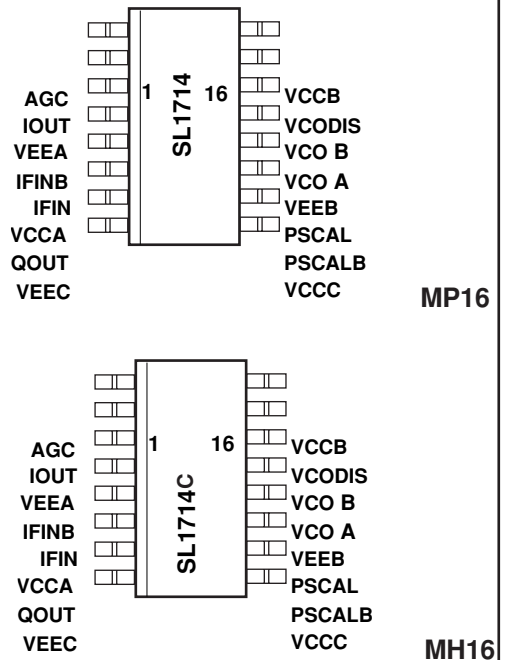 1 16
SL1714
AGC VCCB
IOUT VCODIS
VEEA VCO B
IFINB VCO A
IFIN VEEB
VCCA PSCAL
QOUT PSCALB
VEEC VCCC
MP16
1 16
SL1714C
AGC VCCB
IOUT VCODIS
VEEA VCO B
IFINB VCO A
IFIN VEEB
VCCA PSCAL
QOUT PSCALB
VEEC VCCC
MH16